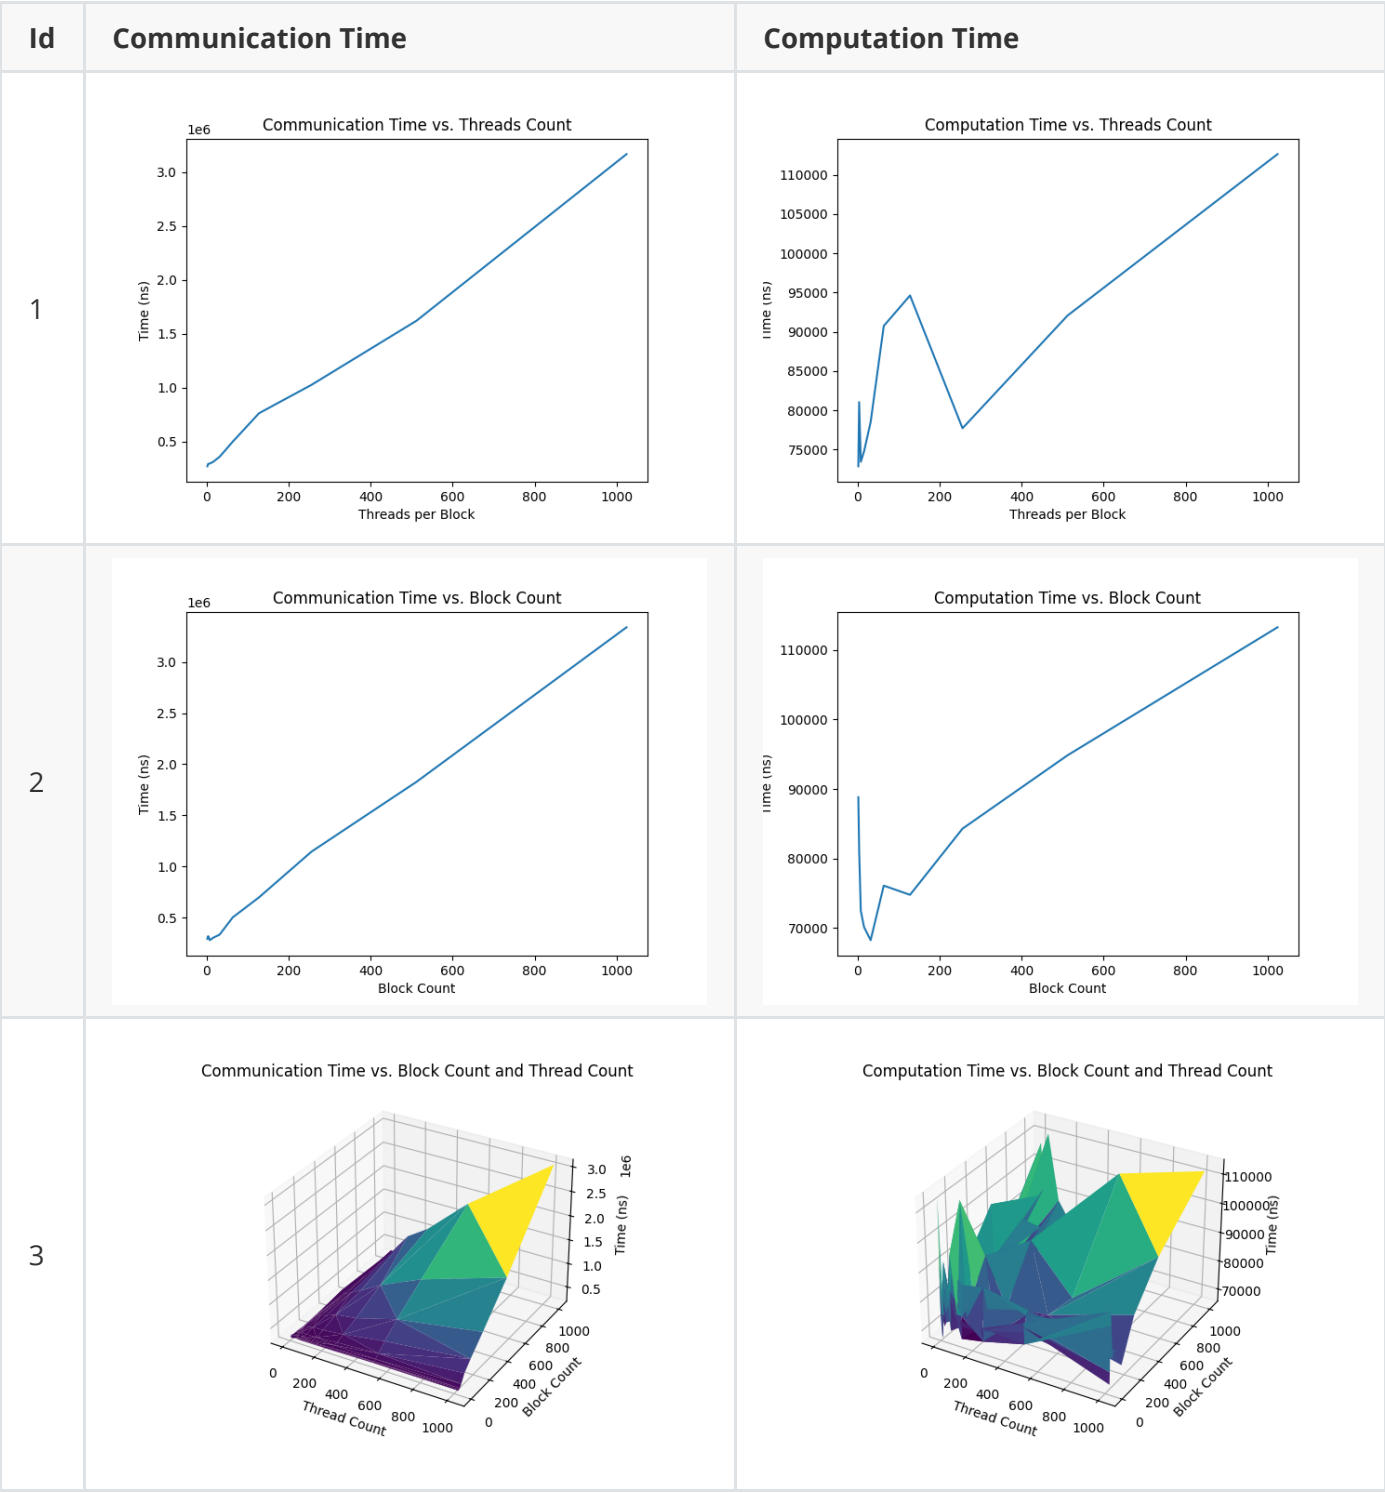 Id Communication Time Computation Time
1
Communication Time vs. Threads Count
1e6
3.0
2.5
2.0
1.5
1.0
0.5
Time (ns)
0 200 400 600 800 1000
Threads per Block
Computation Time vs. Threads Count
110000
105000
100000
95000
90000
85000
80000
75000
Time (ns)
0 200 400 600 800 1000
Threads per Block
2
Communication Time vs. Block Count
1e6
3.0
2.5
2.0
1.5
1.0
0.5
Time (ns)
0 200 400 600 800 1000
Block Count
Computation Time vs. Block Count
110000
100000
90000
80000
70000
Time (ns)
0 200 400 600 800 1000
Block Count
3
Communication Time vs. Block Count and Thread Count
1e6
3.0
2.5
2.0
1.5
1.0
0.5
Time (ns)
0 200 400 600 800 1000
Thread Count
0 200 400 600 800 1000
Block Count
Computation Time vs. Block Count and Thread Count
110000
100000
90000
80000
70000
Time (ns)
0 200 400 600 800 1000
Thread Count
0 200 400 600 800 1000
Block Count